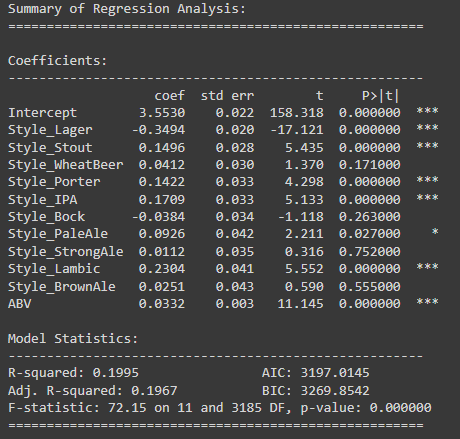 Summary of Regression Analysis:
======================================================
Coefficients:
------------------------------------------------------
                   coef  std err        t     P>|t|
Intercept        3.5530    0.022  158.318  0.000000  ***
Style_Lager     -0.3494    0.020  -17.121  0.000000  ***
Style_Stout      0.1496    0.028    5.435  0.000000  ***
Style_WheatBeer  0.0412    0.030    1.370  0.171000
Style_Porter     0.1422    0.033    4.298  0.000000  ***
Style_IPA        0.1709    0.033    5.133  0.000000  ***
Style_Bock      -0.0384    0.034   -1.118  0.263000
Style_PaleAle    0.0926    0.042    2.211  0.027000    *
Style_StrongAle  0.0112    0.035    0.316  0.752000
Style_Lambic     0.2304    0.041    5.552  0.000000  ***
Style_BrownAle   0.0251    0.043    0.590  0.555000
ABV              0.0332    0.003   11.145  0.000000  ***
Model Statistics:
------------------------------------------------------
R-squared: 0.1995                AIC: 3197.0145
Adj. R-squared: 0.1967           BIC: 3269.8542
F-statistic: 72.15 on 11 and 3185 DF, p-value: 0.000000
======================================================